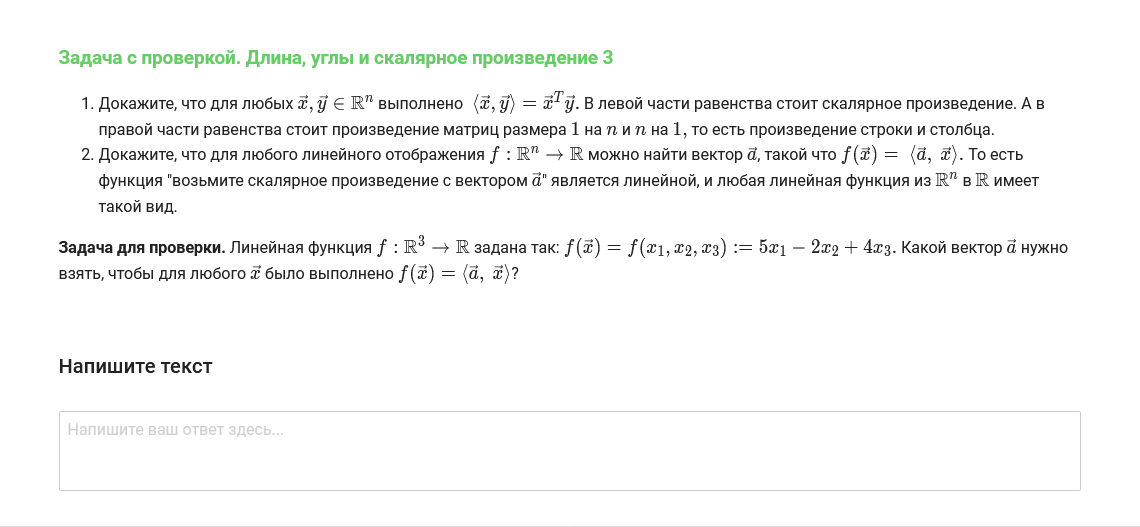 Задача с проверкой. Длина, углы и скалярное произведение 3
1. Докажите, что для любых $\vec{x}, \vec{y} \in \mathbb{R}^n$ выполнено $\langle \vec{x}, \vec{y} \rangle = \vec{x}^T \vec{y}$. В левой части равенства стоит скалярное произведение. А в
правой части равенства стоит произведение матриц размера 1 на $n$ и $n$ на 1, то есть произведение строки и столбца.
2. Докажите, что для любого линейного отображения $f : \mathbb{R}^n \to \mathbb{R}$ можно найти вектор $\vec{a}$, такой что $f(\vec{x}) = \langle \vec{a}, \vec{x} \rangle$. То есть
функция "возьмите скалярное произведение с вектором $\vec{a}$" является линейной, и любая линейная функция из $\mathbb{R}^n$ в $\mathbb{R}$ имеет
такой вид.
Задача для проверки. Линейная функция $f : \mathbb{R}^3 \to \mathbb{R}$ задана так: $f(\vec{x}) = f(x_1, x_2, x_3) := 5x_1 - 2x_2 + 4x_3$. Какой вектор $\vec{a}$ нужно
взять, чтобы для любого $\vec{x}$ было выполнено $f(\vec{x}) = \langle \vec{a}, \vec{x} \rangle$?
Напишите текст
Напишите ваш ответ здесь...